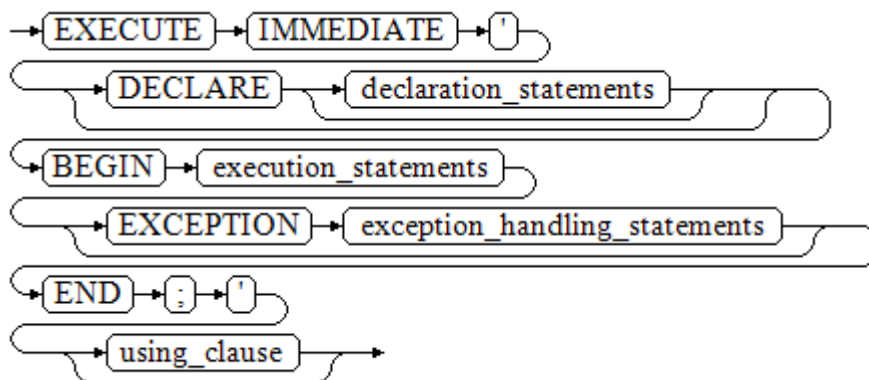 EXECUTE IMMEDIATE '
DECLARE declaration_statements
BEGIN execution_statements
EXCEPTION exception_handling_statements
END ; '
using_clause